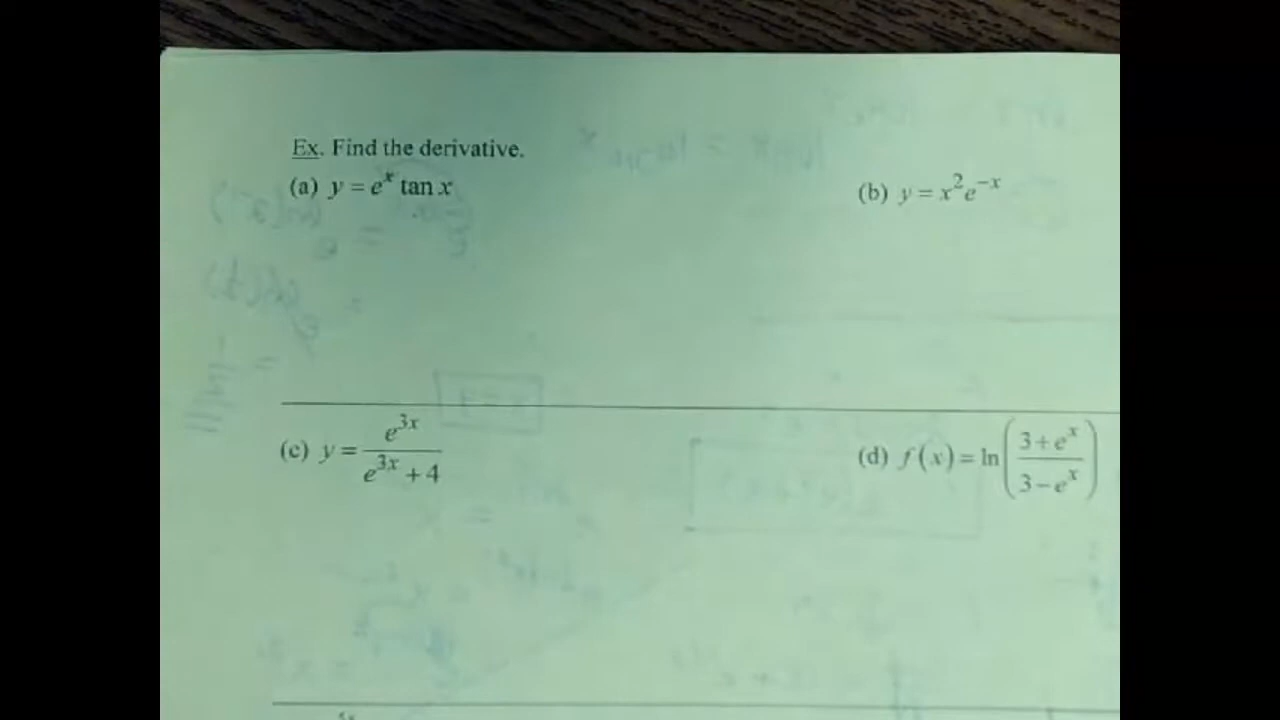 Ex. Find the derivative.
(a) y = e^x tan x
(b) y = x^2 e^{-x}
(c) y = e^{3x} / (e^{3x} + 4)
(d) f(x) = ln((3 + e^x) / (3 - e^x))